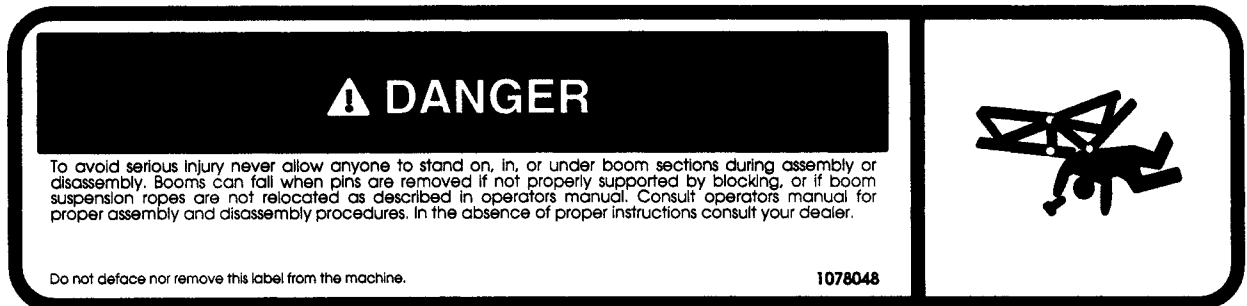 DANGER
To avoid serious injury never allow anyone to stand on, in, or under boom sections during assembly or
disassembly. Booms can fall when pins are removed if not properly supported by blocking, or if boom
suspension ropes are not relocated as described in operators manual. Consult operators manual for
proper assembly and disassembly procedures. In the absence of proper instructions consult your dealer.
Do not deface nor remove this label from the machine.
1078048